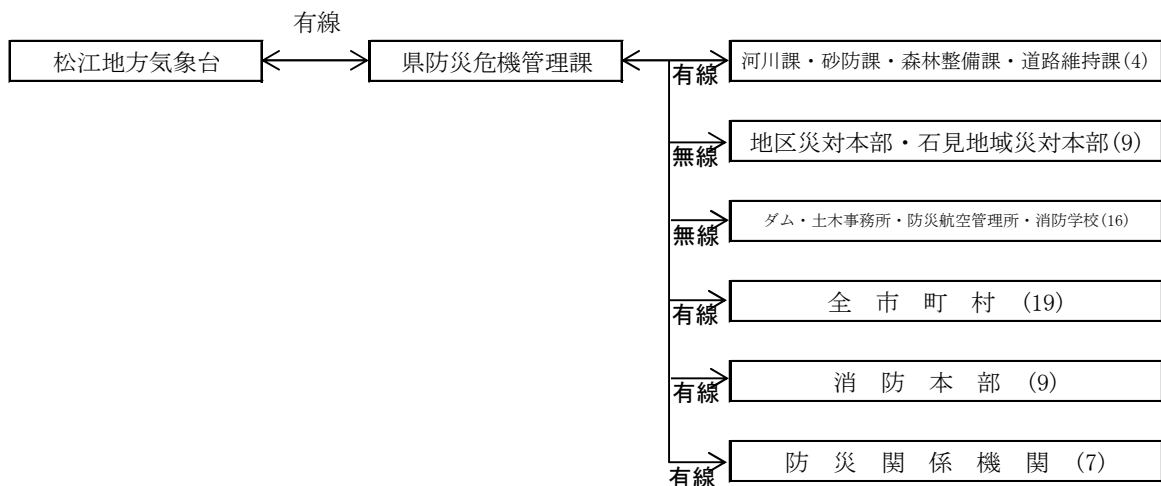 有線
松江地方気象台
県防災危機管理課
河川課・砂防課・森林整備課・道路維持課(4)
有線
地区災対本部・石見地域災対本部(9)
無線
ダム・土木事務所・防災航空管理所・消防学校(16)
無線
全市町村 (19)
有線
消防本部 (9)
有線
防災関係機関 (7)
有線